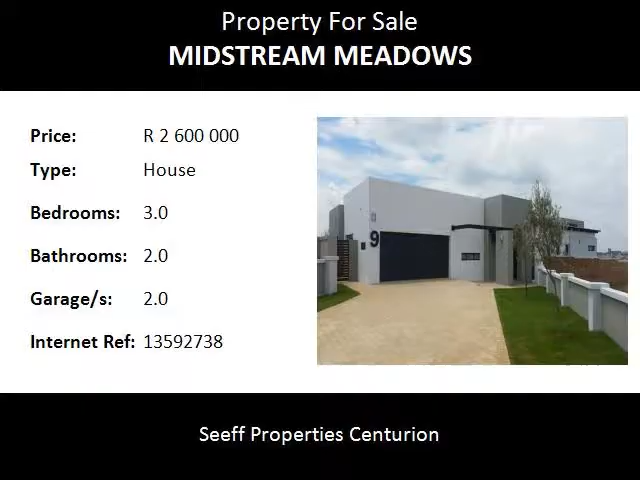 Property For Sale
MIDSTREAM MEADOWS
Price: R 2 600 000
Type: House
Bedrooms: 3.0
Bathrooms: 2.0
Garage/s: 2.0
Internet Ref: 13592738
9
Seeff Properties Centurion